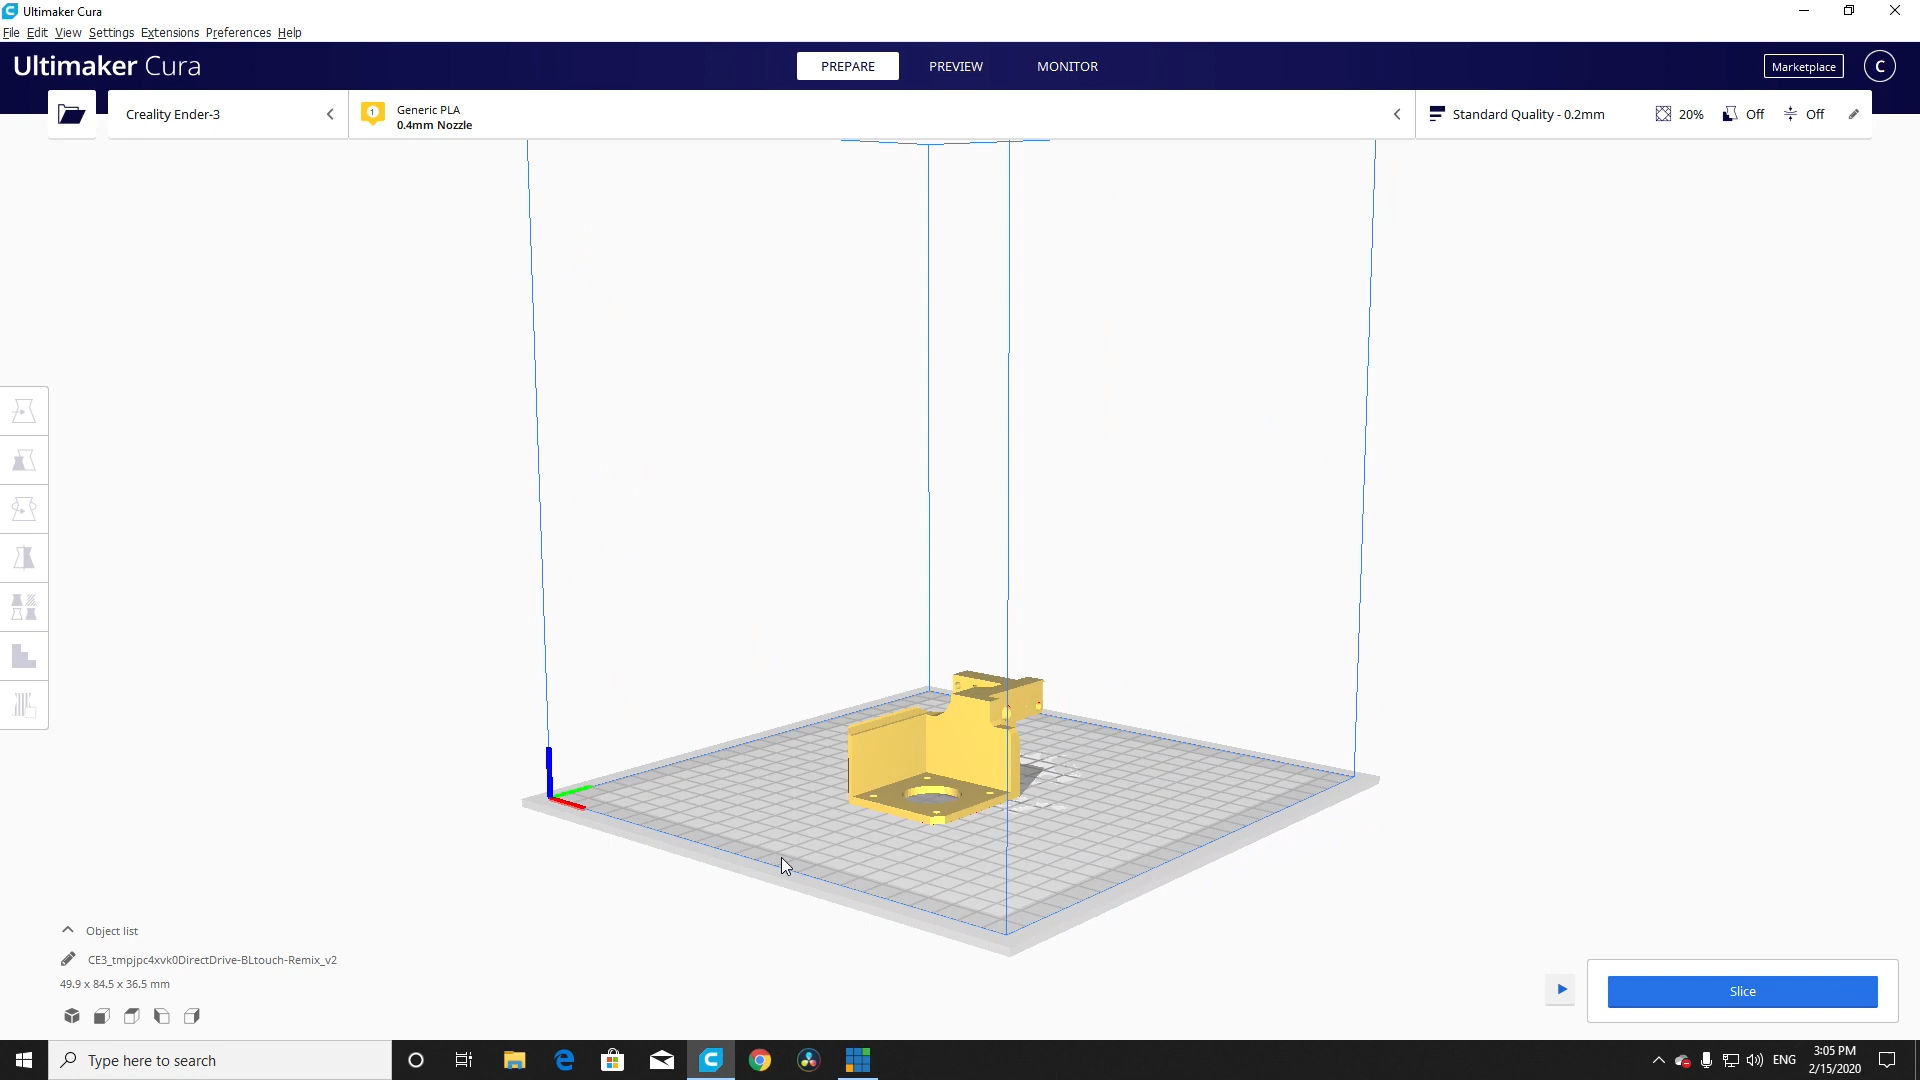 Ultimaker Cura
File Edit View Settings Extensions Preferences Help
Ultimaker Cura
PREPARE
PREVIEW
MONITOR
Marketplace
C
Creality Ender-3
1
Generic PLA
0.4mm Nozzle
Standard Quality - 0.2mm
20%
Off
Off
Object list
CE3_tmpjpc4xvk0DirectDrive-BLtouch-Remix_v2
49.9 x 84.5 x 36.5 mm
Slice
Type here to search
ENG
3:05 PM
2/15/2020